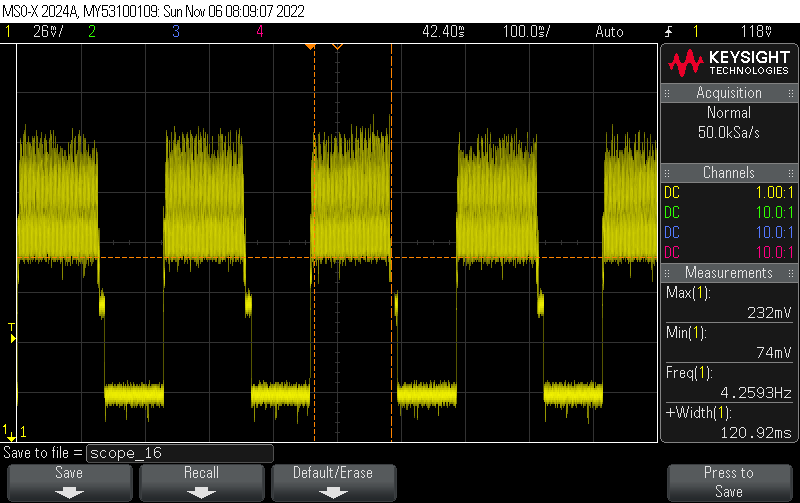 MSO-X 2024A, MY53100109: Sun Nov 06 08:09:07 2022
1 26mV/ 2 3 4 42.40s 100.0ms/ Auto 1 118mV
KEYSIGHT
TECHNOLOGIES
Acquisition
Normal
50.0kSa/s
Channels
DC 1.00:1
DC 10.0:1
DC 10.0:1
DC 10.0:1
Measurements
Max(1):
232mV
Min(1):
74mV
Freq(1):
4.2593Hz
+Width(1):
120.92ms
T
1 1
Save to file = scope_16
Save Recall Default/Erase Press to
Save